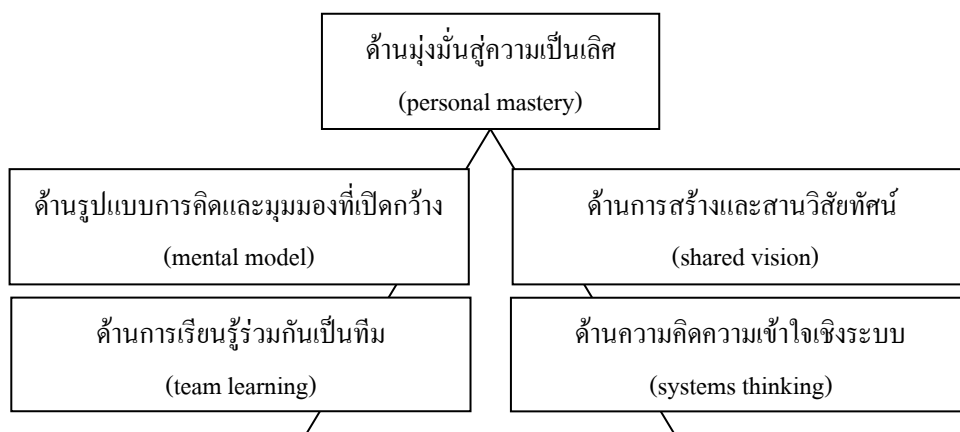 ด้านมุ่งมั่นสู่ความเป็นเลิศ
(personal mastery)
ด้านรูปแบบการคิดและมุมมองที่เปิดกว้าง
(mental model)
ด้านการสร้างและสานวิสัยทัศน์
(shared vision)
ด้านการเรียนรู้ร่วมกันเป็นทีม
(team learning)
ด้านความคิดความเข้าใจเชิงระบบ
(systems thinking)